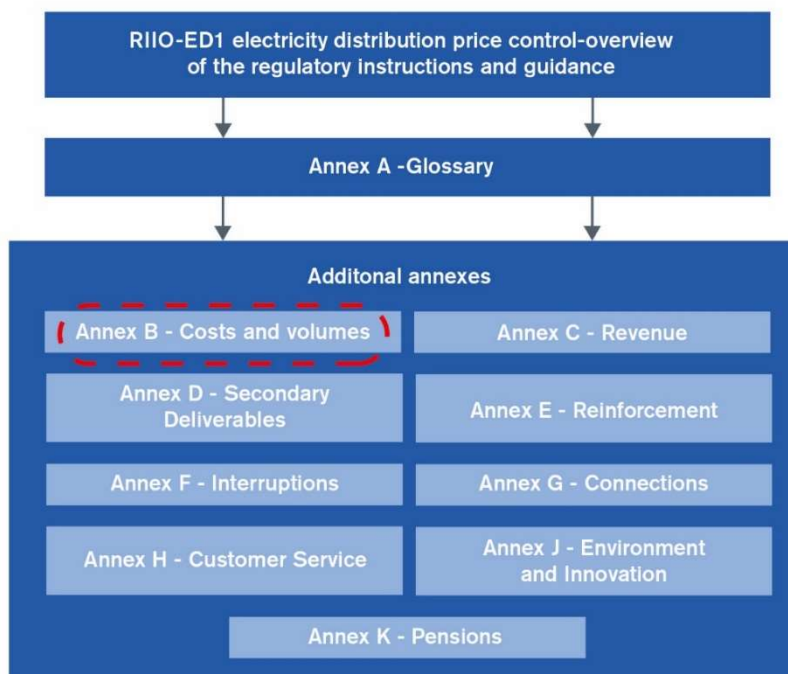 RIIO-ED1 electricity distribution price control-overview
of the regulatory instructions and guidance
Annex A -Glossary
Additonal annexes
Annex B - Costs and volumes
Annex C - Revenue
Annex D - Secondary
Deliverables
Annex E - Reinforcement
Annex F - Interruptions
Annex G - Connections
Annex H - Customer Service
Annex J - Environment
and Innovation
Annex K - Pensions